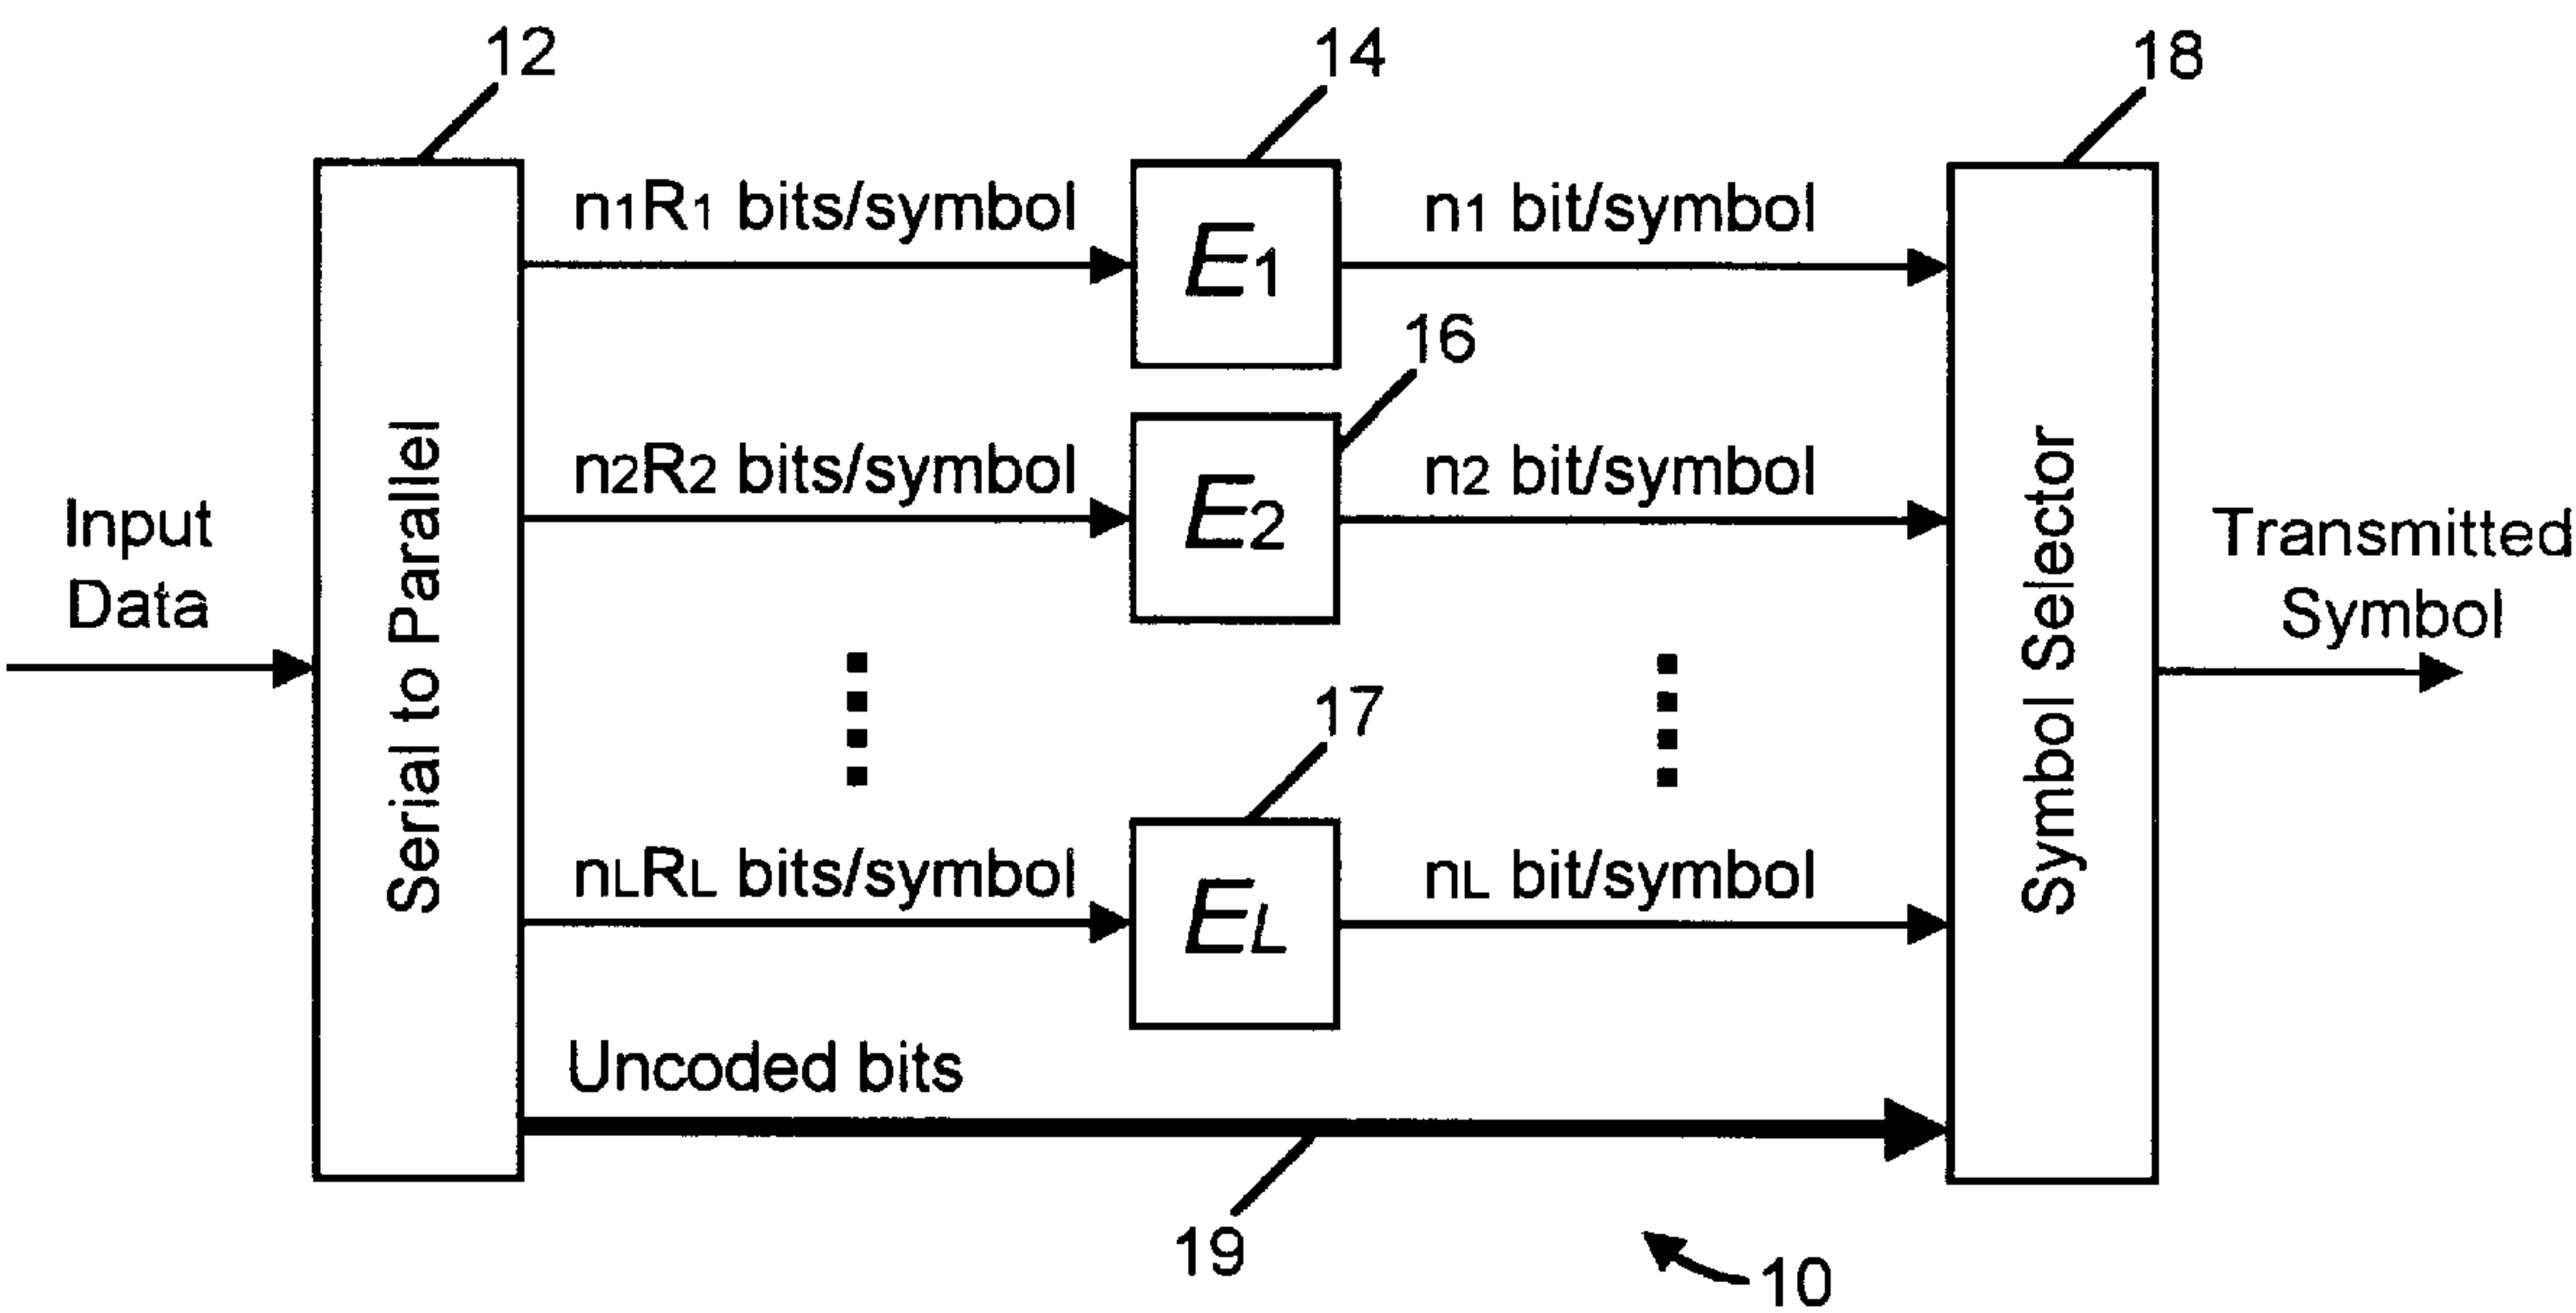 12
14
18
n1R1 bits/symbol
E1
n1 bit/symbol
16
n2R2 bits/symbol
E2
n2 bit/symbol
Input
Data
Serial to Parallel
Symbol Selector
Transmitted
Symbol
17
nLRL bits/symbol
EL
nL bit/symbol
Uncoded bits
19
10